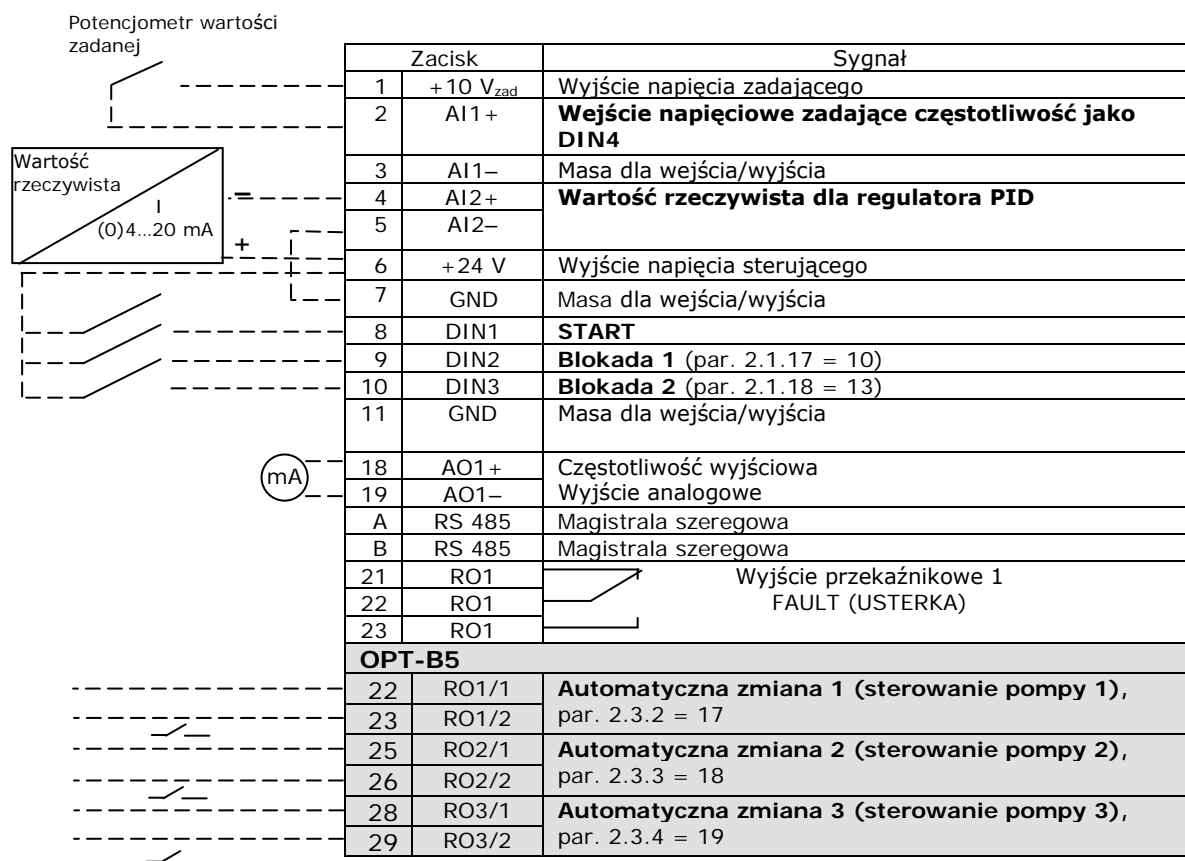 Potencjometr wartości
zadanej
Zacisk Sygnał
1 +10 Vzad Wyjście napięcia zadającego
2 AI1+ Wejście napięciowe zadające częstotliwość jako
DIN4
Wartość
rzeczywista
I
(0)4...20 mA
–
+
3 AI1– Masa dla wejścia/wyjścia
4 AI2+ Wartość rzeczywista dla regulatora PID
5 AI2–
6 +24 V Wyjście napięcia sterującego
7 GND Masa dla wejścia/wyjścia
8 DIN1 START
9 DIN2 Blokada 1 (par. 2.1.17 = 10)
10 DIN3 Blokada 2 (par. 2.1.18 = 13)
11 GND Masa dla wejścia/wyjścia
mA
18 AO1+ Częstotliwość wyjściowa
19 AO1– Wyjście analogowe
A RS 485 Magistrala szeregowa
B RS 485 Magistrala szeregowa
21 RO1 Wyjście przekaźnikowe 1
22 RO1 FAULT (USTERKA)
23 RO1
OPT-B5
22 RO1/1 Automatyczna zmiana 1 (sterowanie pompy 1),
23 RO1/2 par. 2.3.2 = 17
25 RO2/1 Automatyczna zmiana 2 (sterowanie pompy 2),
26 RO2/2 par. 2.3.3 = 18
28 RO3/1 Automatyczna zmiana 3 (sterowanie pompy 3),
29 RO3/2 par. 2.3.4 = 19